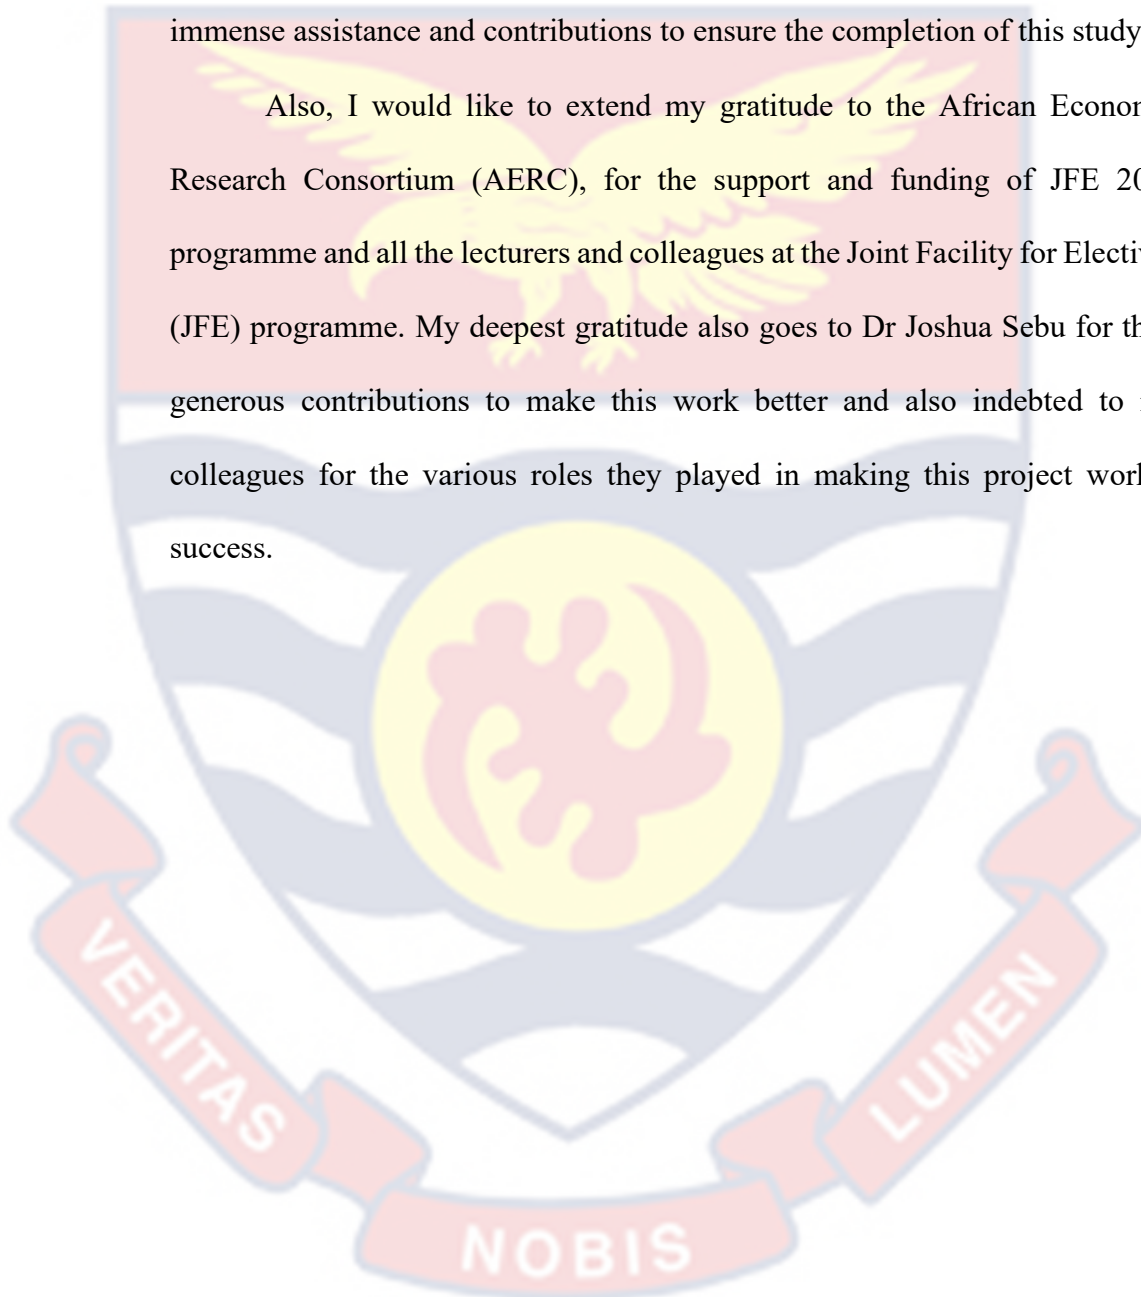 immense assistance and contributions to ensure the completion of this study
Also, I would like to extend my gratitude to the African Econom
Research Consortium (AERC), for the support and funding of JFE 20
programme and all the lecturers and colleagues at the Joint Facility for Electiv
(JFE) programme. My deepest gratitude also goes to Dr Joshua Sebu for th
generous contributions to make this work better and also indebted to
colleagues for the various roles they played in making this project work
success.
VERITAS
NOBIS
LUMEN